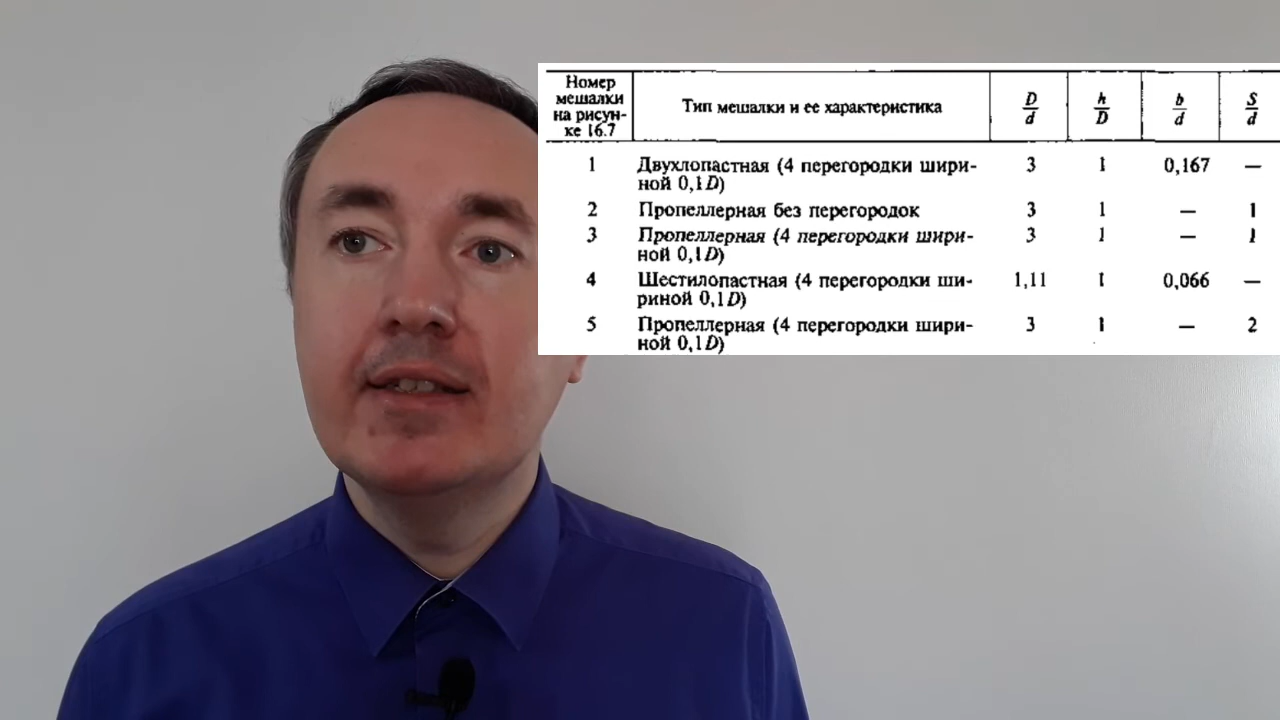 Номер мешалки на рисун-ке 16.7 Тип мешалки и ее характеристика D/d h/D b/d S/d
1 Двухлопастная (4 перегородки шири- 3 1 0,167 —
ной 0,1D)
2 Пропеллерная без перегородок 3 1 — 1
3 Пропеллерная (4 перегородки шири- 3 1 — 1
ной 0,1D)
4 Шестилопастная (4 перегородки ши- 1,11 1 0,066 —
риной 0,1D)
5 Пропеллерная (4 перегородки шири- 3 1 — 2
ной 0,1D)